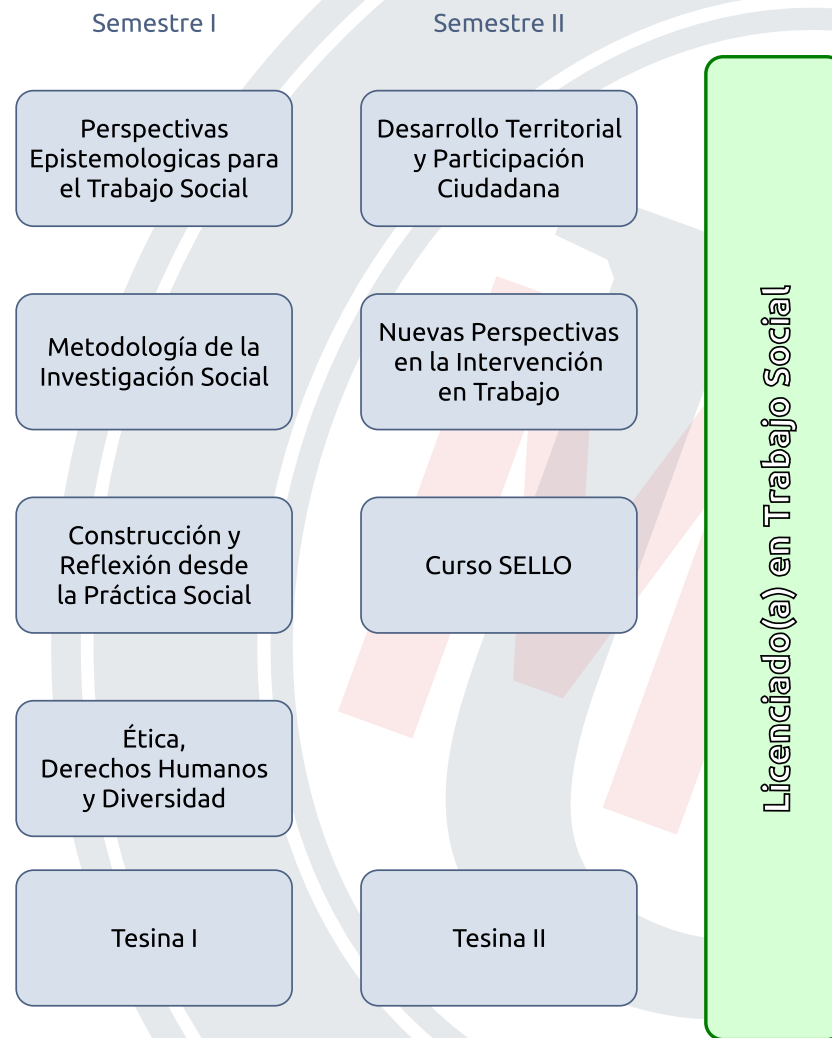 Semestre I
Semestre II
Perspectivas
Epistemologicas para
el Trabajo Social
Desarrollo Territorial
y Participación
Ciudadana
Metodología de la
Investigación Social
Nuevas Perspectivas
en la Intervención
en Trabajo
Construcción y
Reflexión desde
la Práctica Social
Curso SELLO
Ética,
Derechos Humanos
y Diversidad
Tesina I
Tesina II
Licenciado(a) en Trabajo Social